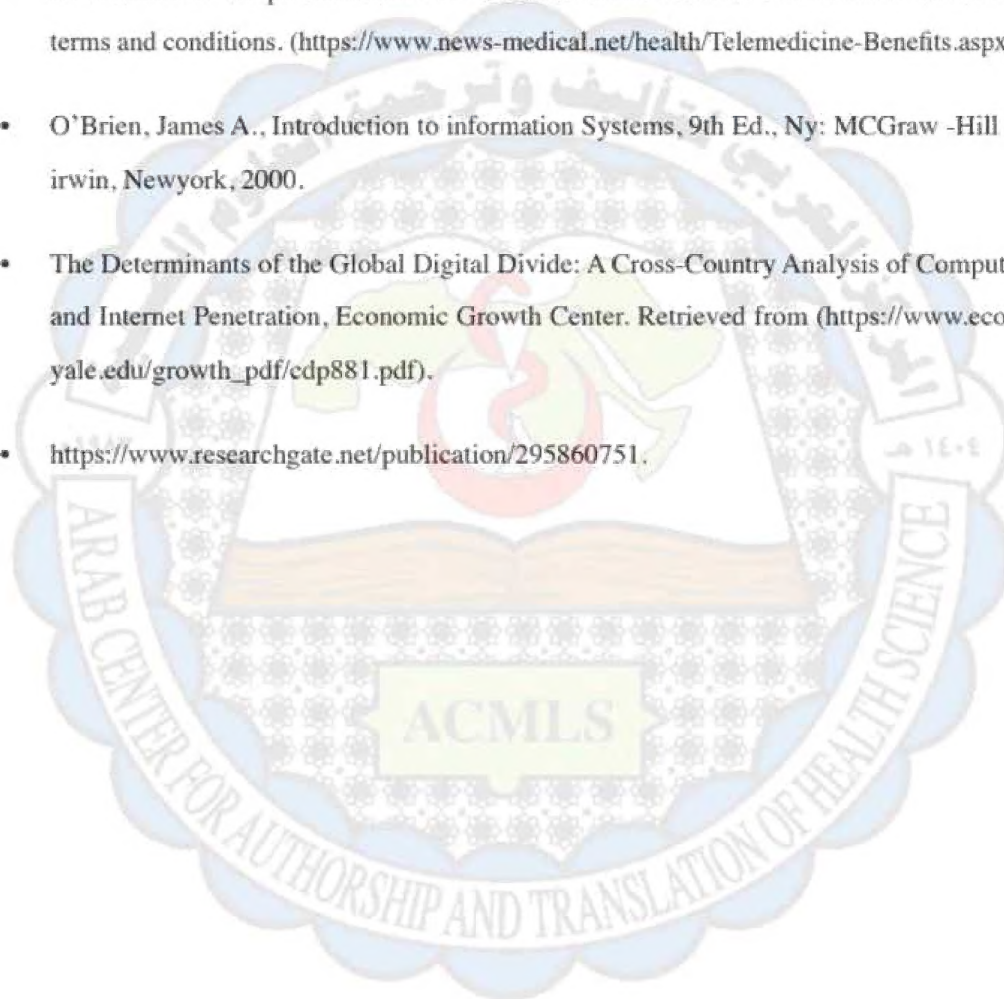 terms and conditions. (https://www.news-medical.net/health/Telemedicine-Benefits.aspx
• O’Brien, James A., Introduction to information Systems, 9th Ed., Ny: MCGraw -Hill
irwin, Newyork, 2000.
• The Determinants of the Global Digital Divide: A Cross-Country Analysis of Comput
and Internet Penetration, Economic Growth Center. Retrieved from (https://www.eco
yale.edu/growth_pdf/cdp881.pdf).
• https://www.researchgate.net/publication/295860751.
١٤٠٤ هـ
ACMLS
ARAB CENTER FOR AUTHORSHIP AND TRANSLATION OF HEALTH SCIENCE